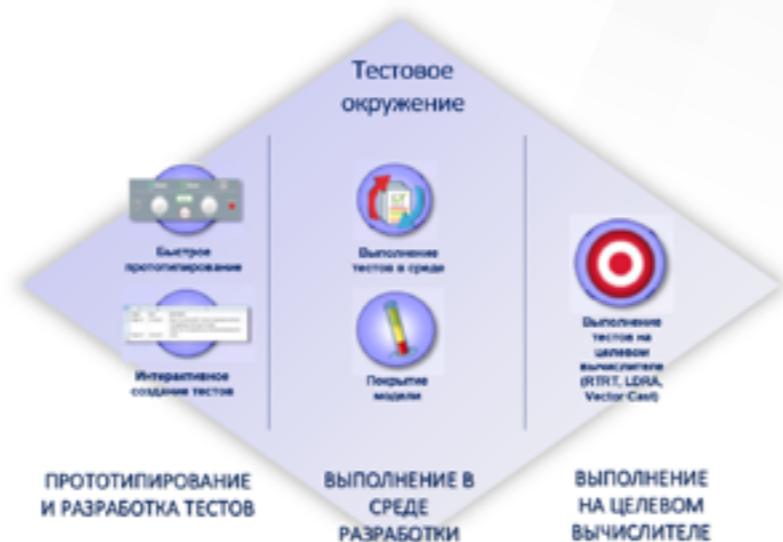 Тестовое
окружение
Быстрое
прототипирование
Интерактивное
создание тестов
Выполнение
тестов в среде
Покрытие
модели
Выполнение
тестов на
целевом
вычислителе
(RTRT, LDRA,
Vector Cast)
ПРОТОТИПИРОВАНИЕ
И РАЗРАБОТКА ТЕСТОВ
ВЫПОЛНЕНИЕ В
СРЕДЕ
РАЗРАБОТКИ
ВЫПОЛНЕНИЕ
НА ЦЕЛЕВОМ
ВЫЧИСЛИТЕЛЕ